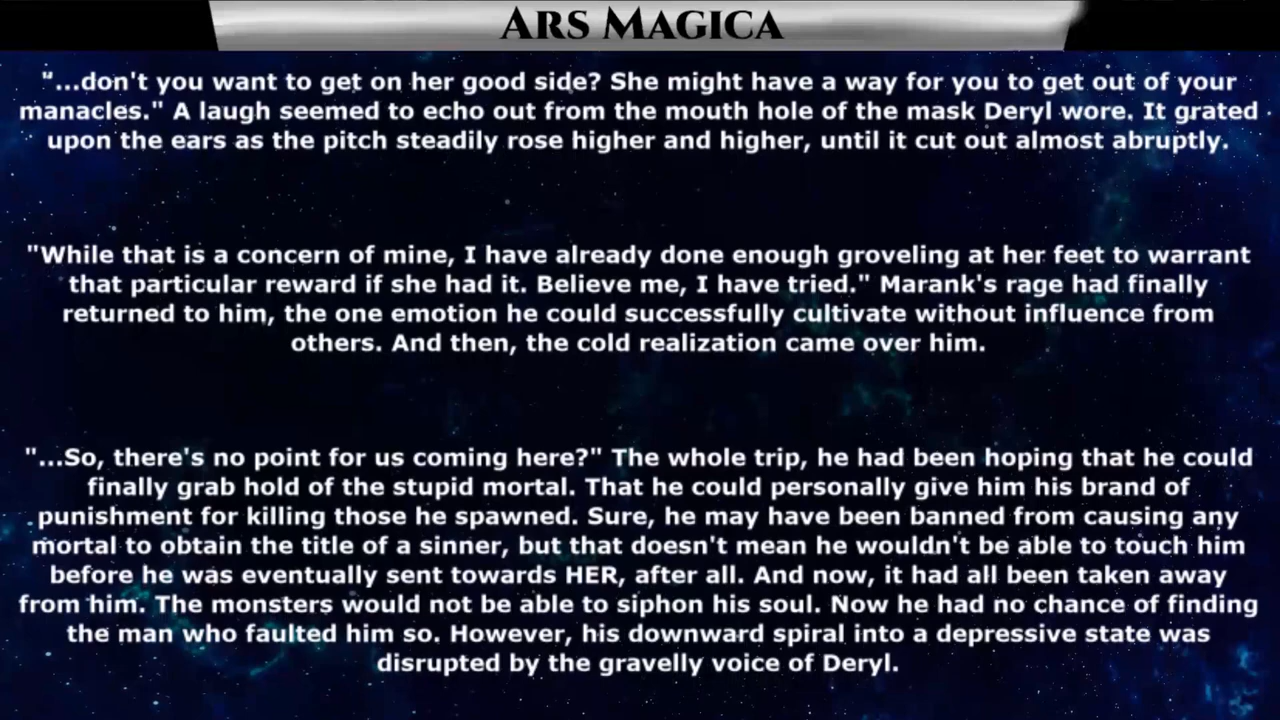 ARS MAGICA
"...don't you want to get on her good side? She might have a way for you to get out of your
manacles." A laugh seemed to echo out from the mouth hole of the mask Deryl wore. It grated
upon the ears as the pitch steadily rose higher and higher, until it cut out almost abruptly.
"While that is a concern of mine, I have already done enough groveling at her feet to warrant
that particular reward if she had it. Believe me, I have tried." Marank's rage had finally
returned to him, the one emotion he could successfully cultivate without influence from
others. And then, the cold realization came over him.
"...So, there's no point for us coming here?" The whole trip, he had been hoping that he could
finally grab hold of the stupid mortal. That he could personally give him his brand of
punishment for killing those he spawned. Sure, he may have been banned from causing any
mortal to obtain the title of a sinner, but that doesn't mean he wouldn't be able to touch him
before he was eventually sent towards HER, after all. And now, it had all been taken away
from him. The monsters would not be able to siphon his soul. Now he had no chance of finding
the man who faulted him so. However, his downward spiral into a depressive state was
disrupted by the gravelly voice of Deryl.